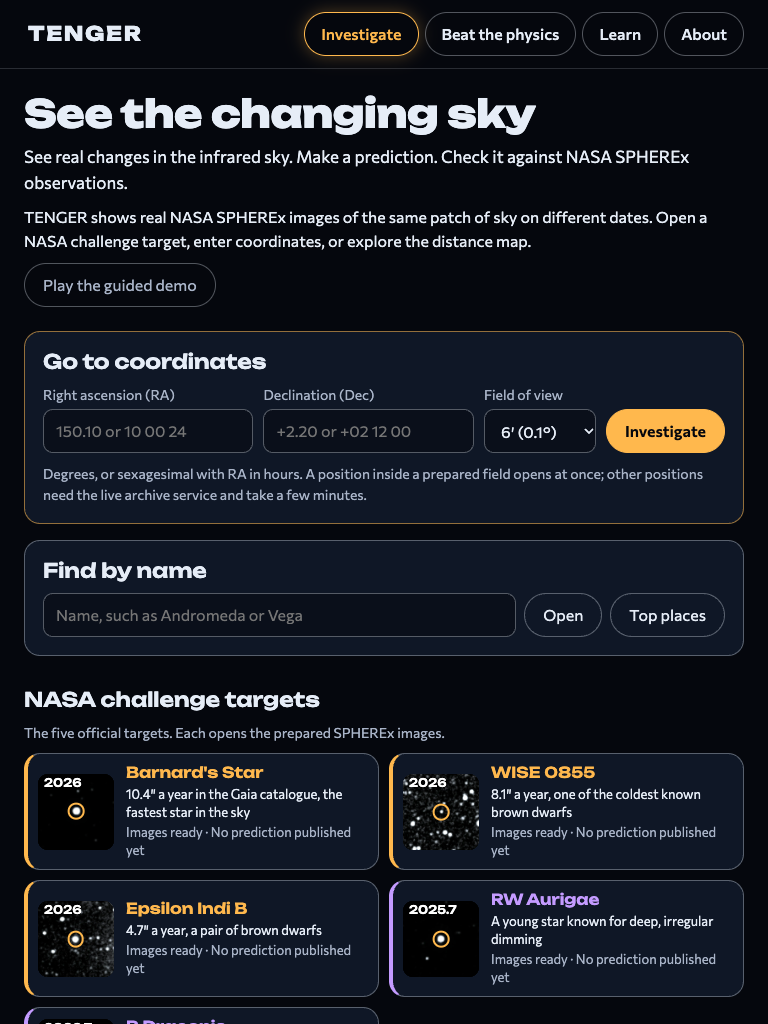 TENGER
Investigate
Beat the physics
Learn
About
See the changing sky
See real changes in the infrared sky. Make a prediction. Check it against NASA SPHEREx
observations.
TENGER shows real NASA SPHEREx images of the same patch of sky on different dates. Open a
NASA challenge target, enter coordinates, or explore the distance map.
Play the guided demo
Go to coordinates
Right ascension (RA)
Declination (Dec)
Field of view
150.10 or 10 00 24
+2.20 or +02 12 00
6′ (0.1°)
Investigate
Degrees, or sexagesimal with RA in hours. A position inside a prepared field opens at once; other positions
need the live archive service and take a few minutes.
Find by name
Name, such as Andromeda or Vega
Open
Top places
NASA challenge targets
The five official targets. Each opens the prepared SPHEREx images.
2026
Barnard's Star
10.4″ a year in the Gaia catalogue, the
fastest star in the sky
Images ready · No prediction published
yet
2026
WISE 0855
8.1″ a year, one of the coldest known
brown dwarfs
Images ready · No prediction published
yet
2026
Epsilon Indi B
4.7″ a year, a pair of brown dwarfs
Images ready · No prediction published
yet
2025.7
RW Aurigae
A young star known for deep, irregular
dimming
Images ready · No prediction published
yet